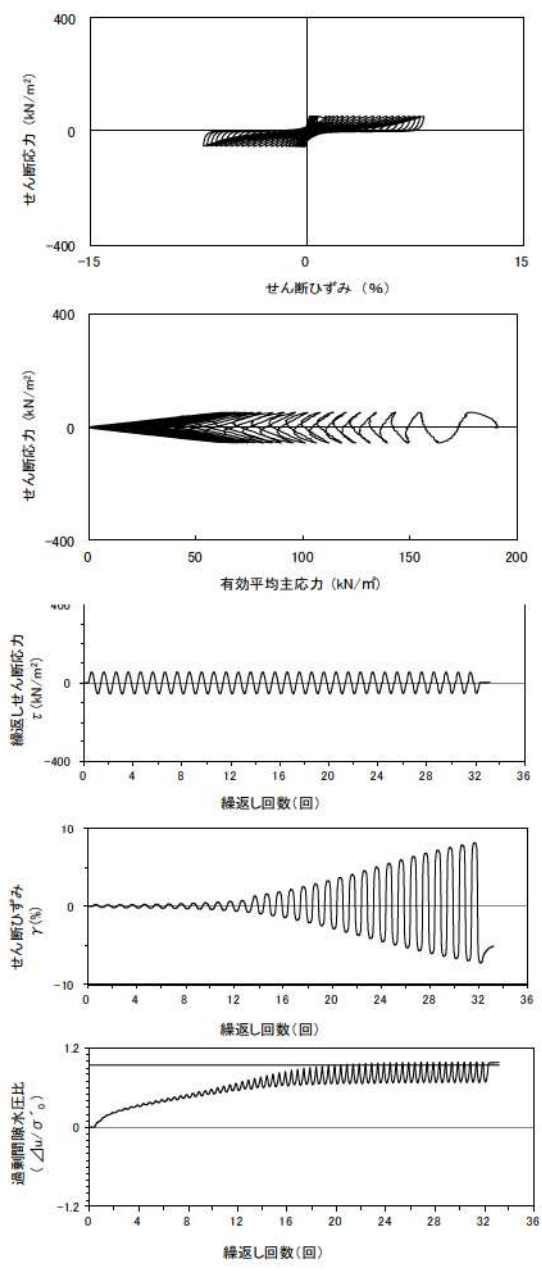 400
0
-400
せん断応力 (kN/m²)
-15
0
15
せん断ひずみ (%)
400
0
-400
せん断応力 (kN/m²)
0
50
100
150
200
有効平均主応力 (kN/㎡)
400
0
-400
繰返しせん断応力
τ (kN/m²)
0 4 8 12 16 20 24 28 32 36
繰返し回数(回)
10
0
-10
せん断ひずみ
γ(%)
0 4 8 12 16 20 24 28 32 36
繰返し回数(回)
1.2
0
-1.2
過剰間隙水圧比
(⊿u/σ´₀)
0 4 8 12 16 20 24 28 32 36
繰返し回数(回)